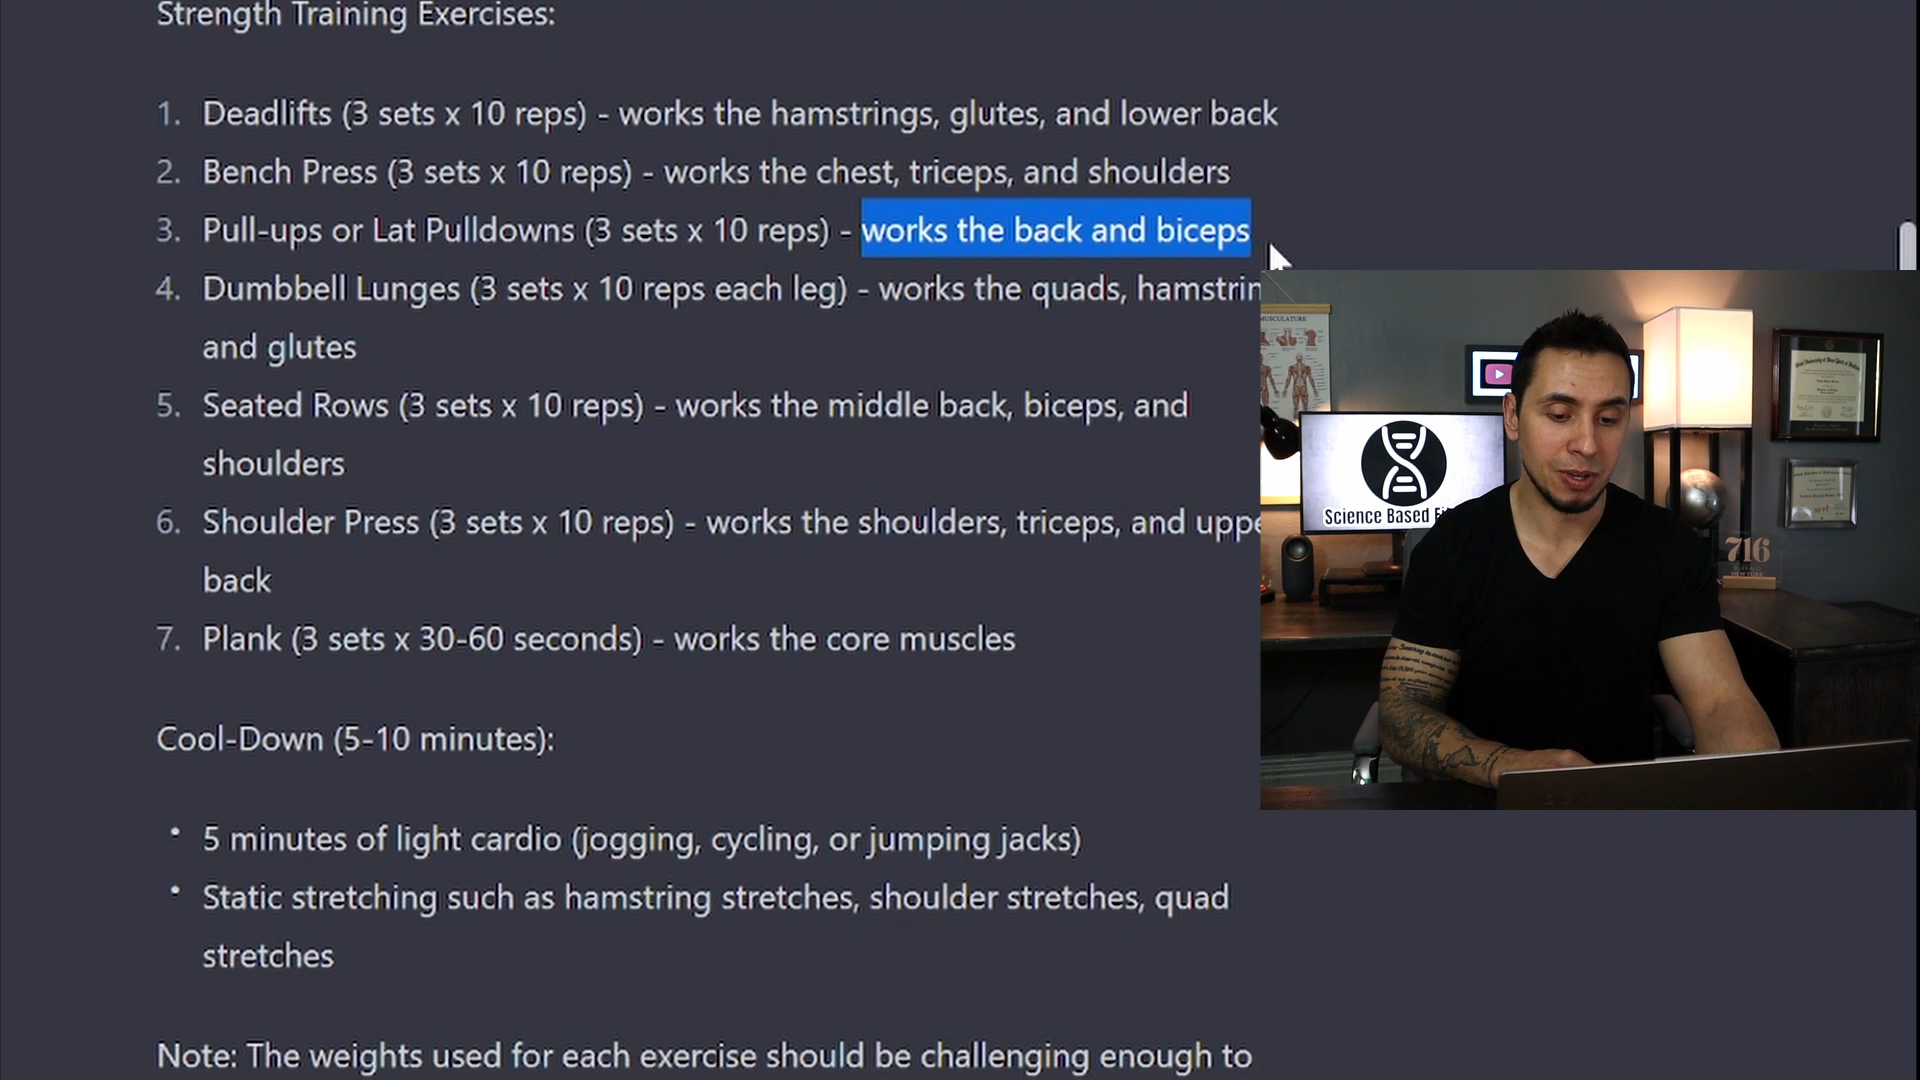 Strength Training Exercises:
1. Deadlifts (3 sets x 10 reps) - works the hamstrings, glutes, and lower back
2. Bench Press (3 sets x 10 reps) - works the chest, triceps, and shoulders
3. Pull-ups or Lat Pulldowns (3 sets x 10 reps) - works the back and biceps
4. Dumbbell Lunges (3 sets x 10 reps each leg) - works the quads, hamstrin
and glutes
5. Seated Rows (3 sets x 10 reps) - works the middle back, biceps, and
shoulders
6. Shoulder Press (3 sets x 10 reps) - works the shoulders, triceps, and uppe
back
7. Plank (3 sets x 30-60 seconds) - works the core muscles
Cool-Down (5-10 minutes):
• 5 minutes of light cardio (jogging, cycling, or jumping jacks)
• Static stretching such as hamstring stretches, shoulder stretches, quad
stretches
Note: The weights used for each exercise should be challenging enough to
MUSCULATURE
Science Based Fi
716
BUFFALO
NEW YORK